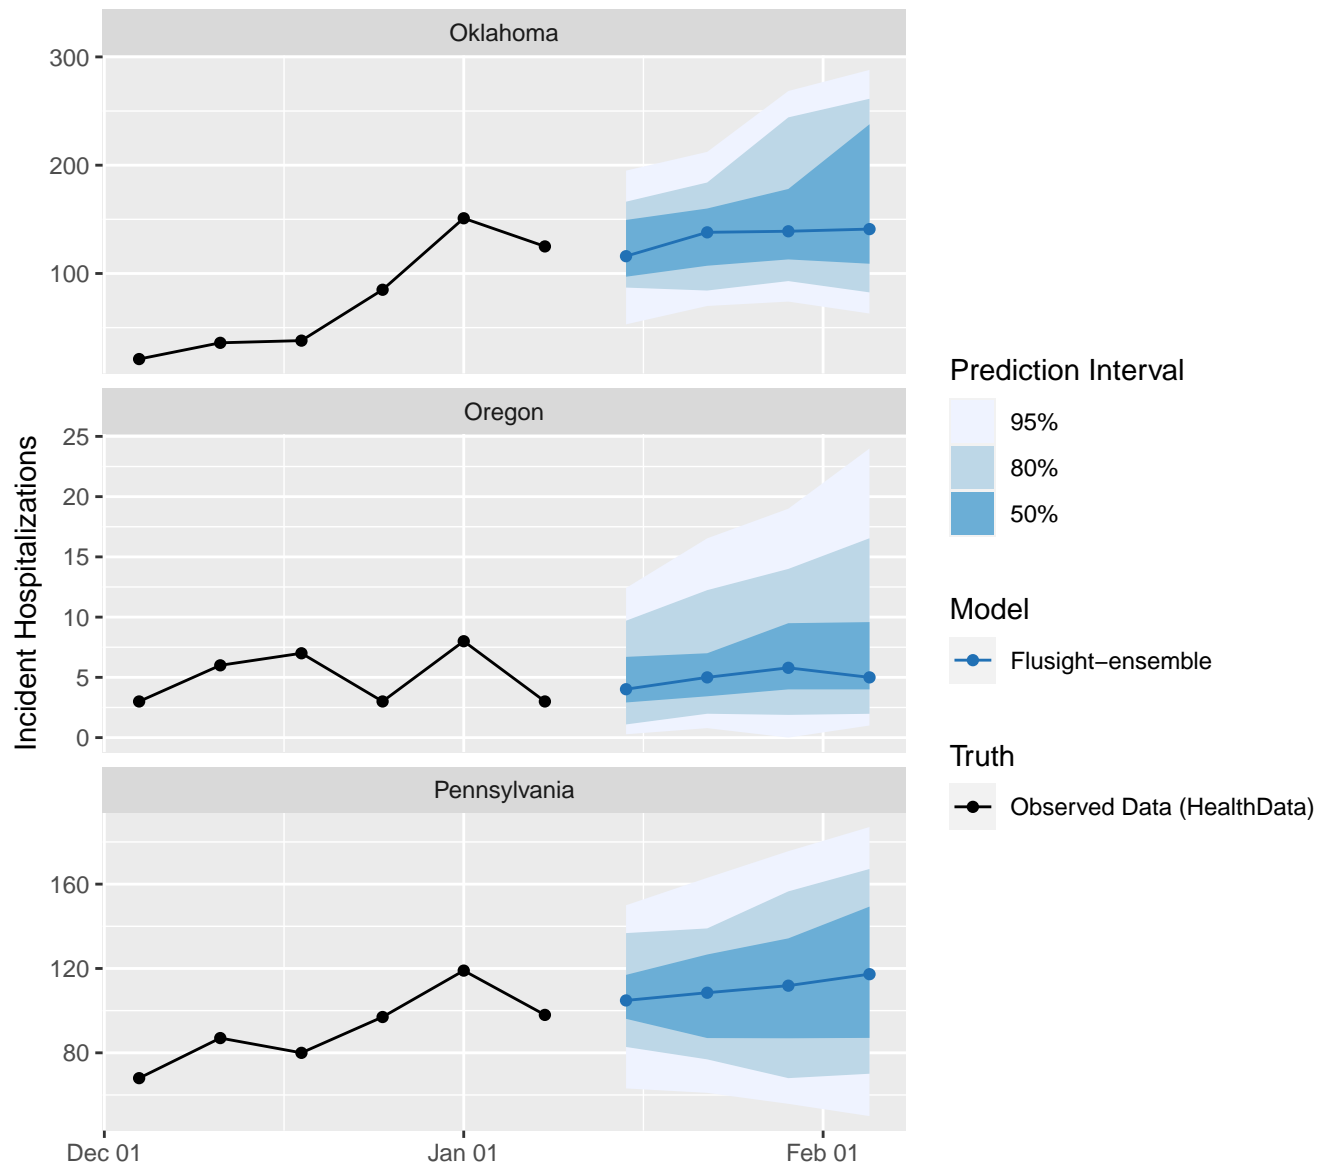 Oklahoma
300
200
100
Oregon
25
20
15
10
5
0
Pennsylvania
160
120
80
Dec 01
Jan 01
Feb 01
Incident Hospitalizations
Prediction Interval
95%
80%
50%
Model
Flusight−ensemble
Truth
Observed Data (HealthData)